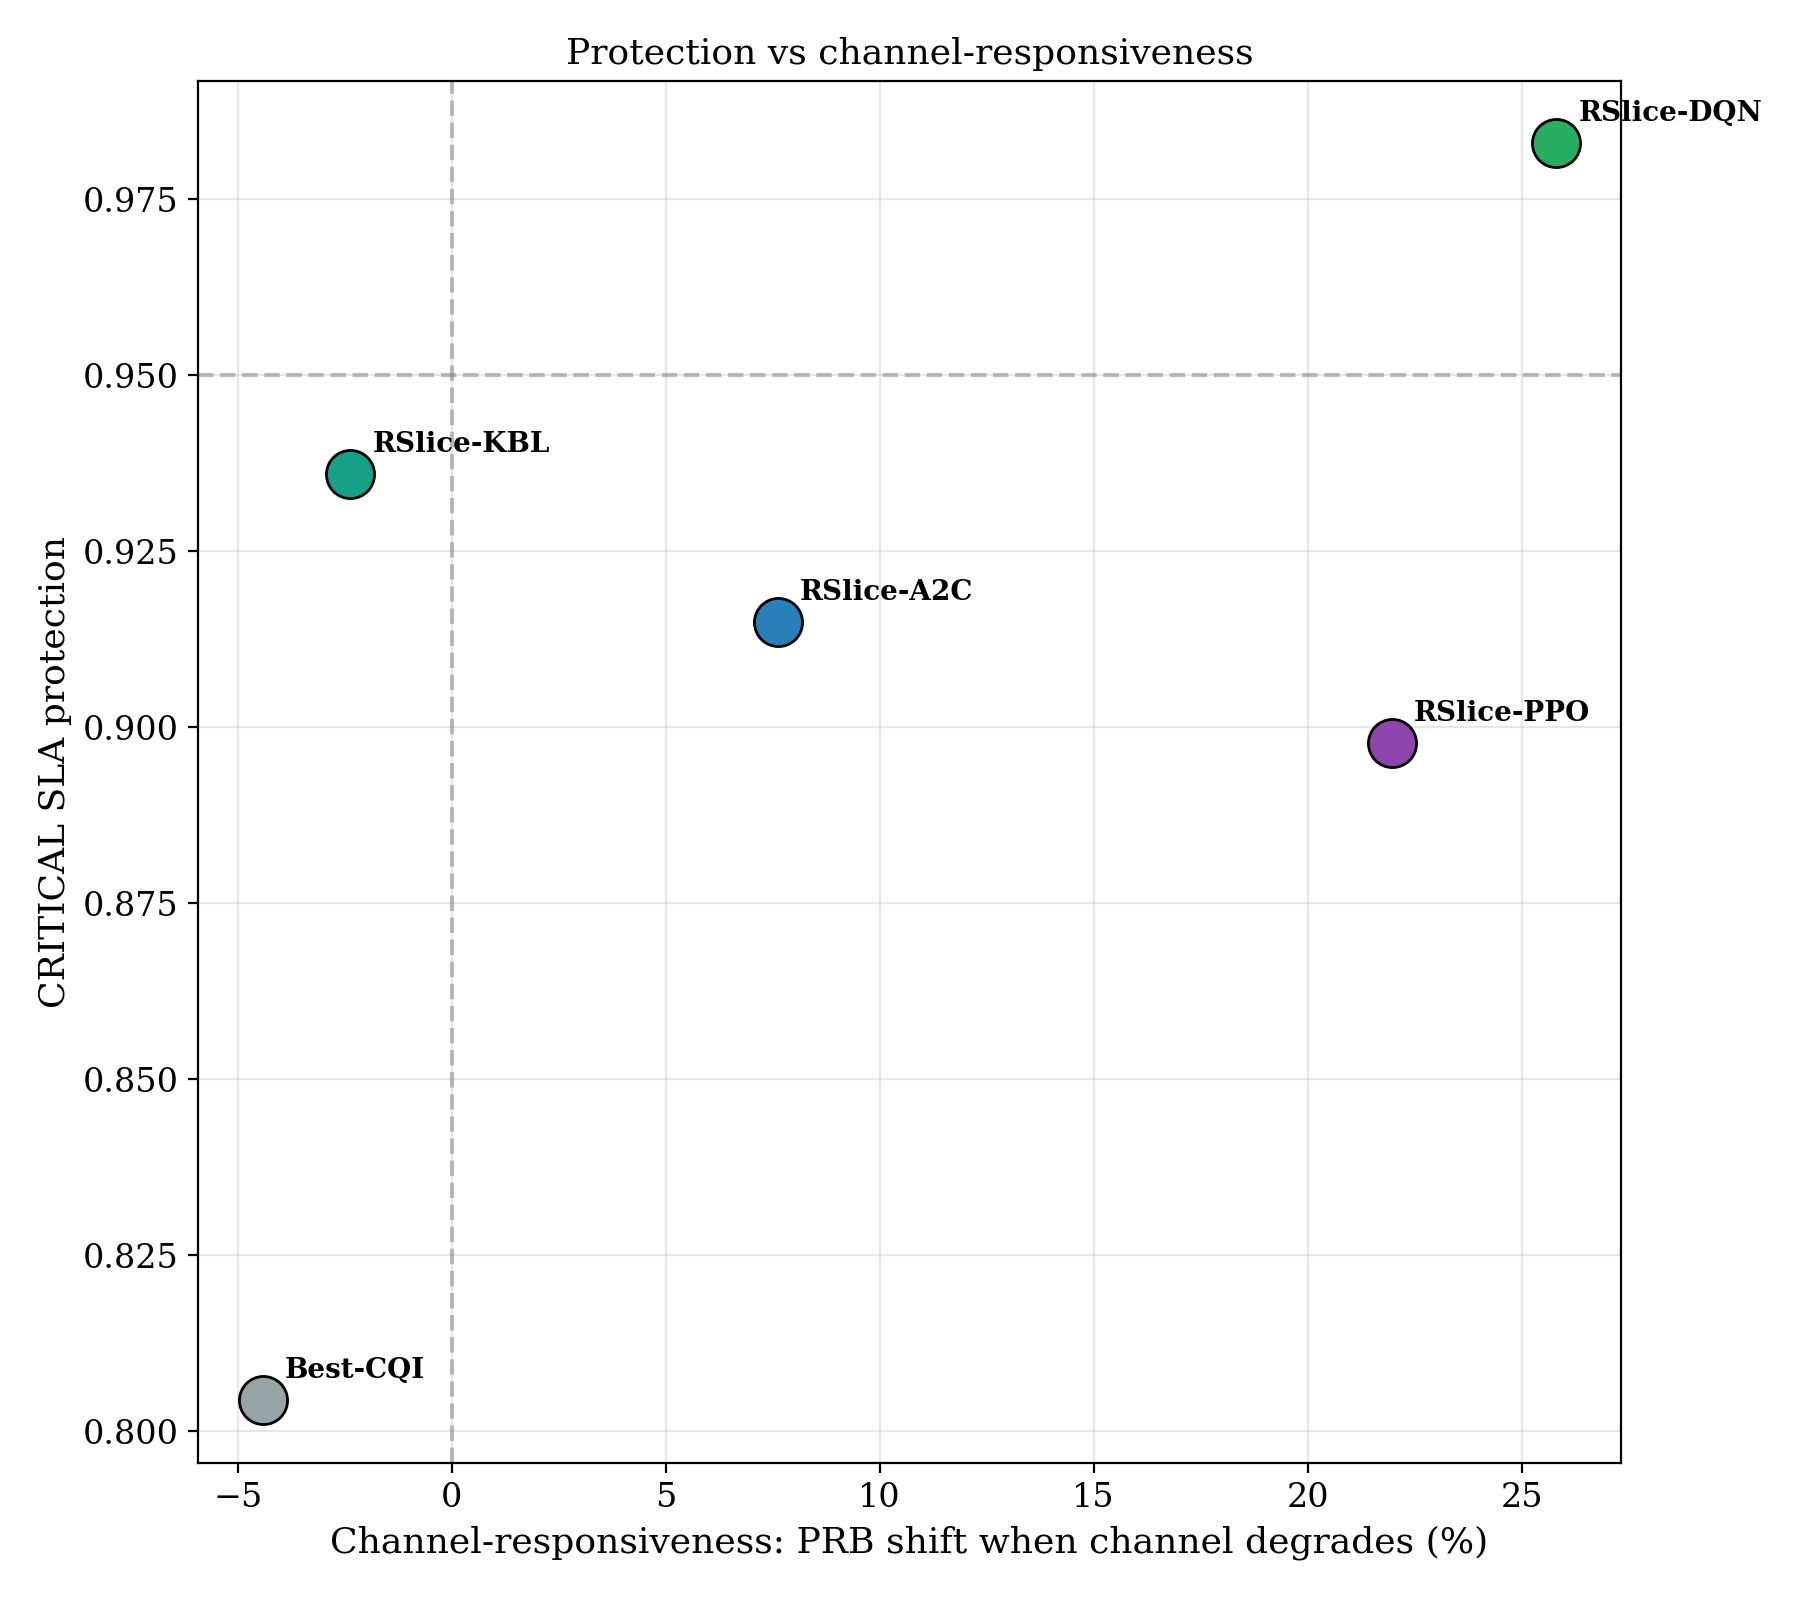 Protection vs channel-responsiveness
RSlice-DQN
0.975
0.950
RSlice-KBL
0.925
RSlice-A2C
RSlice-PPO
0.900
0.875
0.850
0.825
Best-CQI
0.800
CRITICAL SLA protection
−5 0 5 10 15 20 25
Channel-responsiveness: PRB shift when channel degrades (%)